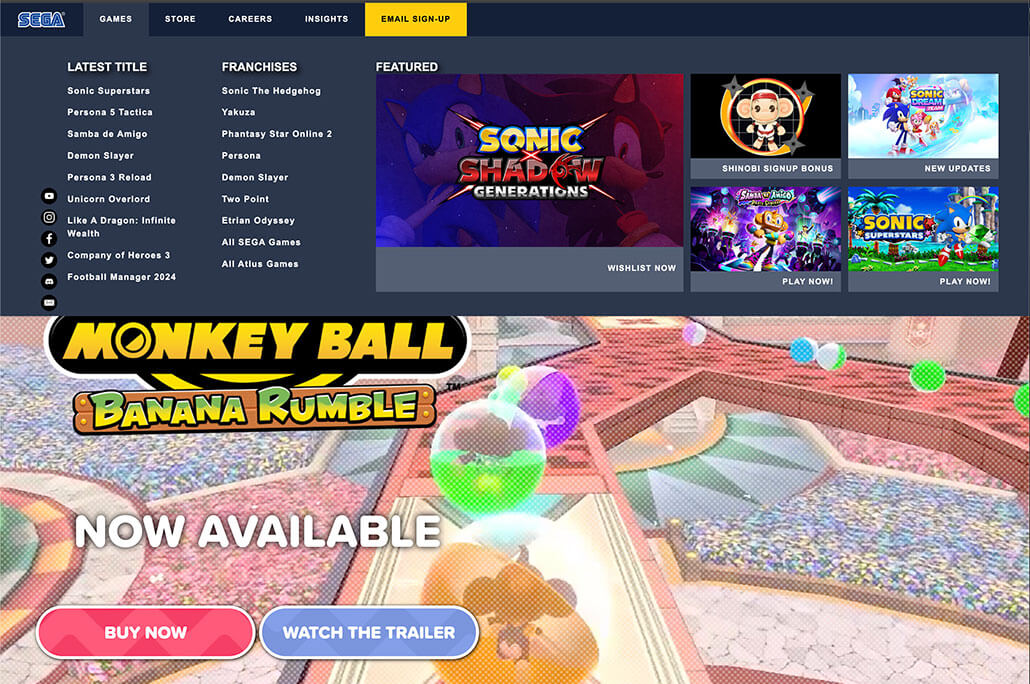 SEGA
GAMES
STORE
CAREERS
INSIGHTS
EMAIL SIGN-UP
LATEST TITLE
Sonic Superstars
Persona 5 Tactica
Samba de Amigo
Demon Slayer
Persona 3 Reload
Unicorn Overlord
Like A Dragon: Infinite
Wealth
Company of Heroes 3
Football Manager 2024
FRANCHISES
Sonic The Hedgehog
Yakuza
Phantasy Star Online 2
Persona
Demon Slayer
Two Point
Etrian Odyssey
All SEGA Games
All Atlus Games
FEATURED
SONIC
X
SHADOW
GENERATIONS
WISHLIST NOW
SHINOBI SIGNUP BONUS
SONIC
DREAM
TEAM
NEW UPDATES
SAMBA DE AMIGO
PLAY NOW!
SONIC
SUPERSTARS
PLAY NOW!
MONKEY BALL
BANANA RUMBLE™
NOW AVAILABLE
BUY NOW
WATCH THE TRAILER